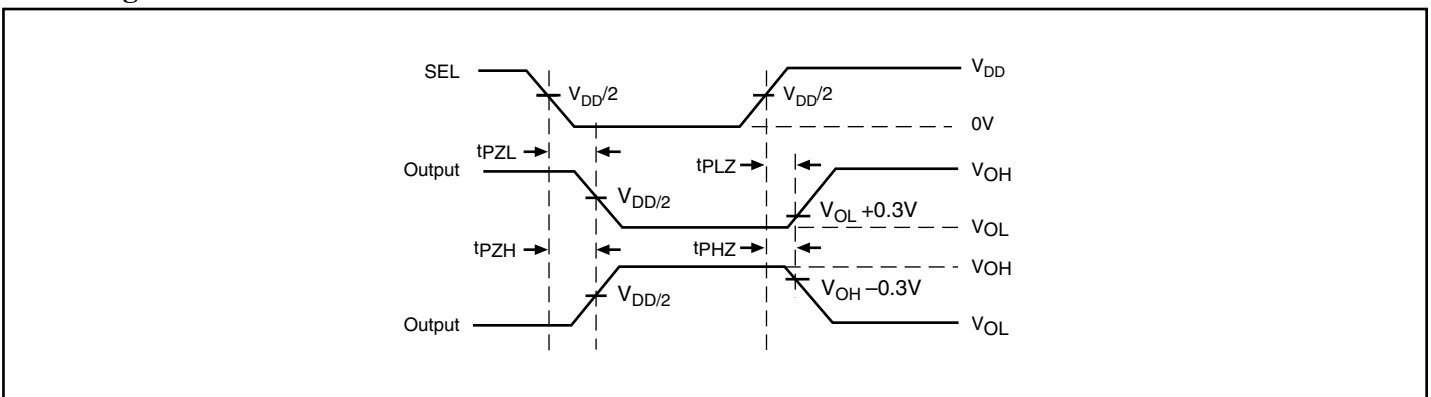 SEL
V_DD/2
V_DD/2
V_DD
0V
tPZL
tPLZ
Output
V_OH
V_DD/2
V_OL +0.3V
V_OL
tPZH
tPHZ
V_OH
V_DD/2
V_OH –0.3V
Output
V_OL